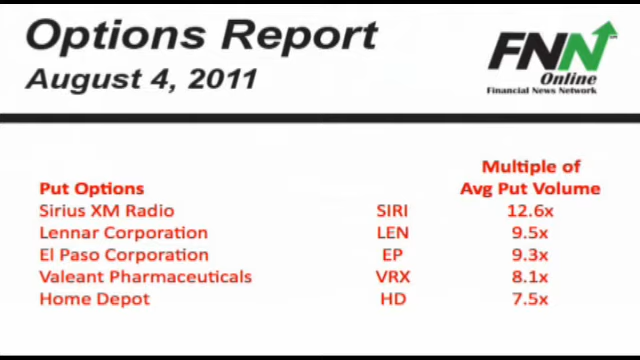 Options Report
August 4, 2011
FNN
Online
Financial News Network
Multiple of
Put Options Avg Put Volume
Sirius XM Radio SIRI 12.6x
Lennar Corporation LEN 9.5x
El Paso Corporation EP 9.3x
Valeant Pharmaceuticals VRX 8.1x
Home Depot HD 7.5x